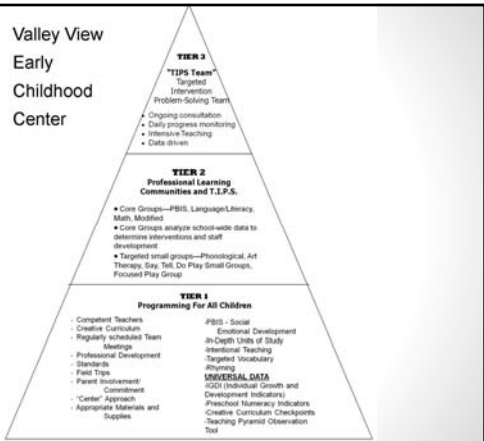 Valley View
Early
Childhood
Center
TIER 3
"TIPS Team"
Targeted
Intervention
Problem-Solving Team
• Ongoing consultation
• Daily progress monitoring
• Intensive Teaching
• Data driven
TIER 2
Professional Learning
Communities and T.I.P.S.
• Core Groups—PBIS, Language/Literacy,
Math, Modified
• Core Groups analyze school-wide data to
determine interventions and staff
development
• Targeted small groups—Phonological, Art
Therapy, Say, Tell, Do Play Small Groups,
Focused Play Group
TIER 1
Programming For All Children
- Competent Teachers
- Creative Curriculum
- Regularly scheduled Team
Meetings
- Professional Development
- Standards
- Field Trips
- Parent Involvement/
Commitment
- "Center" Approach
- Appropriate Materials and
Supplies
-PBIS - Social
Emotional Development
-In-Depth Units of Study
-Intentional Teaching
-Targeted Vocabulary
-Rhyming
UNIVERSAL DATA
-IGDI (Individual Growth and
Development Indicators)
-Preschool Numeracy Indicators
-Creative Curriculum Checkpoints
-Teaching Pyramid Observation
Tool